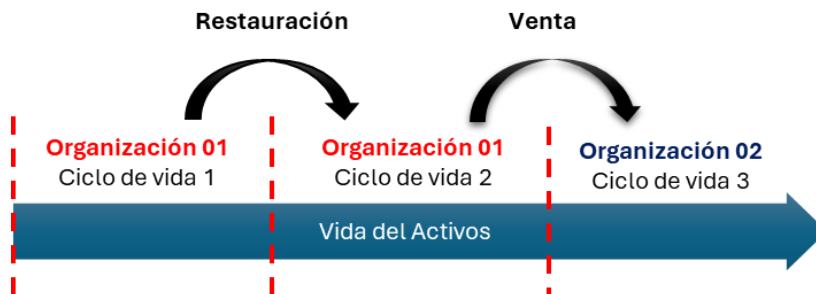 Restauración
Venta
Organización 01
Ciclo de vida 1
Organización 01
Ciclo de vida 2
Organización 02
Ciclo de vida 3
Vida del Activos